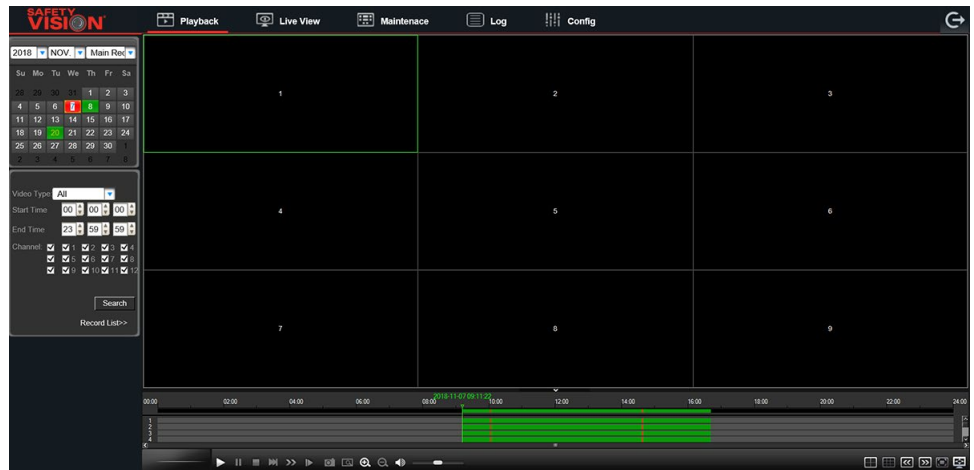 SAFETY
VISION
Playback Live View Maintenace Log Config
2018 NOV. Main Rec
Su Mo Tu We Th Fr Sa
28 29 30 31 1 2 3
4 5 6 7 8 9 10
11 12 13 14 15 16 17
18 19 20 21 22 23 24
25 26 27 28 29 30 1
2 3 4 5 6 7 8
Video Type All
Start Time 00 : 00 : 00
End Time 23 : 59 : 59
Channel: 1 2 3 4
5 6 7 8
9 10 11 12
Search
Record List>>
1 2 3
4 5 6
7 8 9
2018-11-07 09:11:22
00:00 02:00 04:00 06:00 08:00 10:00 12:00 14:00 16:00 18:00 20:00 22:00 24:00
1
2
3
4